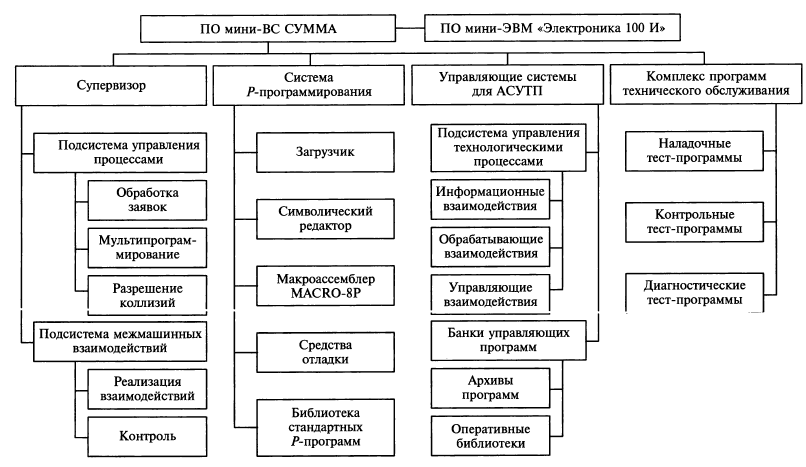 ПО мини-ВС СУММА
ПО мини-ЭВМ «Электроника 100 И»
Супервизор
Подсистема управления
процессами
Обработка
заявок
Мультипрограм-
мирование
Разрешение
коллизий
Подсистема межмашинных
взаимодействий
Реализация
взаимодействий
Контроль
Система
Р-программирования
Загрузчик
Символический
редактор
Макроассемблер
MACRO-8P
Средства
отладки
Библиотека
стандартных
Р-программ
Управляющие системы
для АСУТП
Подсистема управления
технологическими
процессами
Информационные
взаимодействия
Обрабатывающие
взаимодействия
Управляющие
взаимодействия
Банки управляющих
программ
Архивы
программ
Оперативные
библиотеки
Комплекс программ
технического обслуживания
Наладочные
тест-программы
Контрольные
тест-программы
Диагностические
тест-программы